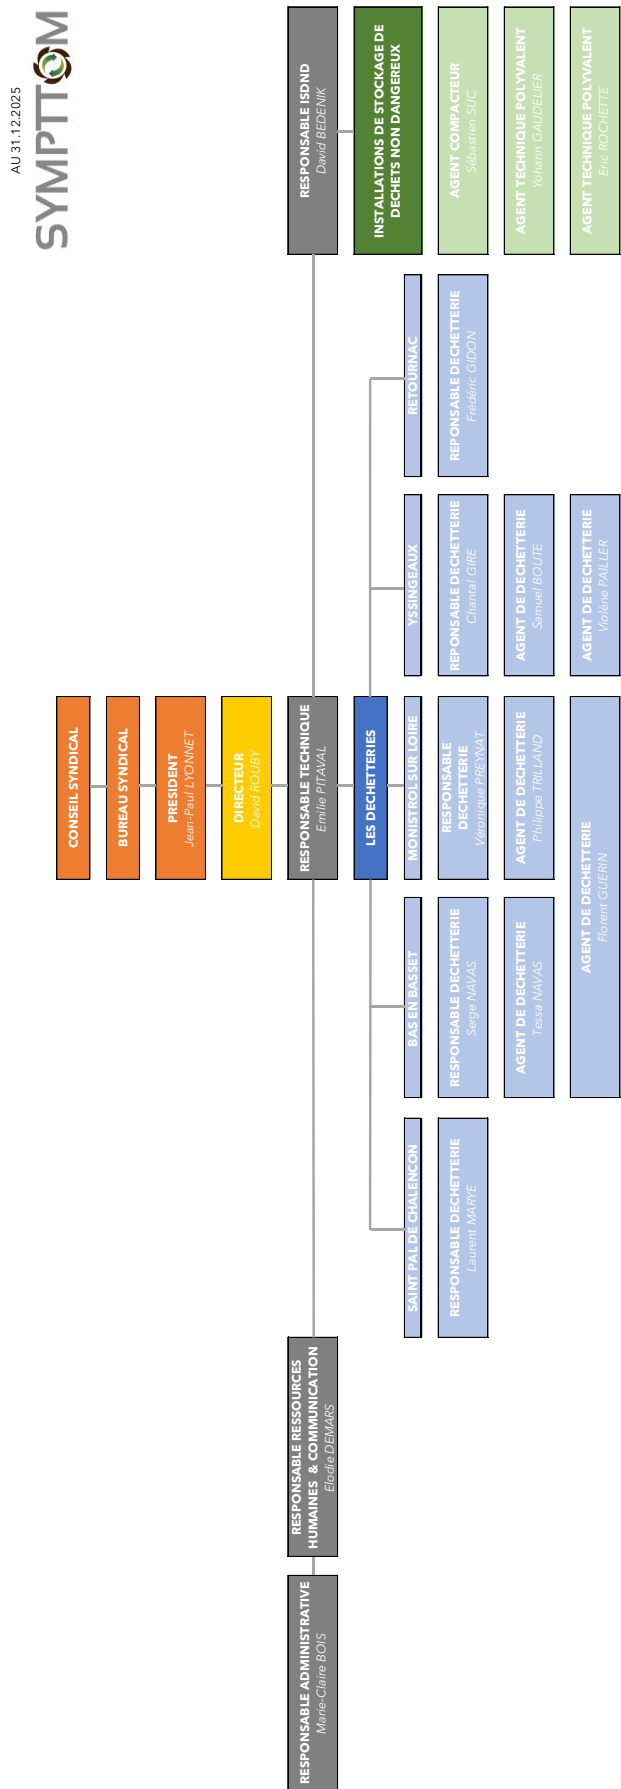 AU 31.12.2025
SYMPTTOM
CONSEIL SYNDICAL
BUREAU SYNDICAL
PRESIDENT
Jean-Paul LYONNET
DIRECTEUR
David ROUBY
RESPONSABLE ADMINISTRATIVE
Marie-Claire BOIS
RESPONSABLE RESSOURCES
HUMAINES & COMMUNICATION
Elodie DEMARS
RESPONSABLE TECHNIQUE
Emilie PITAVAL
RESPONSABLE ISDND
David BEDENIK
LES DECHETTERIES
INSTALLATIONS DE STOCKAGE DE
DECHETS NON DANGEREUX
SAINT PAL DE CHALENCON
RESPONSABLE DECHETTERIE
Laurent MARYE
BAS EN BASSET
RESPONSABLE DECHETTERIE
Serge NAVAS
AGENT DE DECHETTERIE
Tessa NAVAS
MONISTROL SUR LOIRE
RESPONSABLE
DECHETTERIE
Véronique PREYNAT
AGENT DE DECHETTERIE
Philippe TRILLAND
AGENT DE DECHETTERIE
Florent GUERIN
YSSINGEAUX
REPONSABLE DECHETTERIE
Chantal GIRE
AGENT DE DECHETTERIE
Samuel BOUTE
AGENT DE DECHETTERIE
Violène PAILLER
RETOURNAC
REPONSABLE DECHETTERIE
Frédéric GIDON
AGENT COMPACTEUR
Sébastien SUC
AGENT TECHNIQUE POLYVALENT
Yohann GAUDELIER
AGENT TECHNIQUE POLYVALENT
Eric ROCHETTE